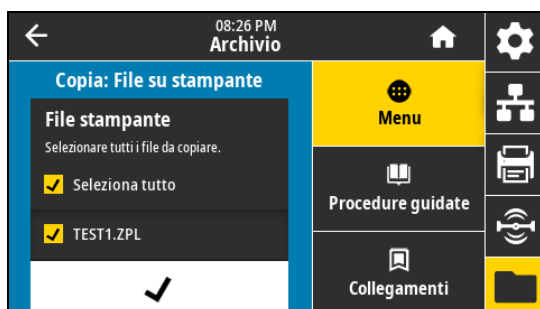 08:26 PM
Archivio
Copia: File su stampante
File stampante
Selezionare tutti i file da copiare.
Seleziona tutto
TEST1.ZPL
Menu
Procedure guidate
Collegamenti